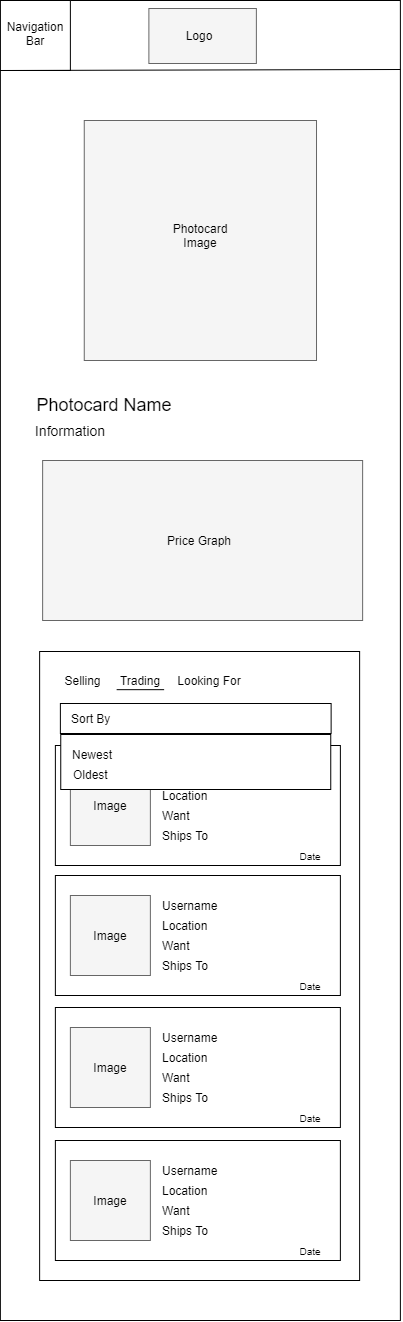 Navigation
Bar
Logo
Photocard
Image
Photocard Name
Information
Price Graph
Selling Trading Looking For
Sort By
Newest
Oldest
Image
Location
Want
Ships To
Date
Image
Username
Location
Want
Ships To
Date
Image
Username
Location
Want
Ships To
Date
Image
Username
Location
Want
Ships To
Date